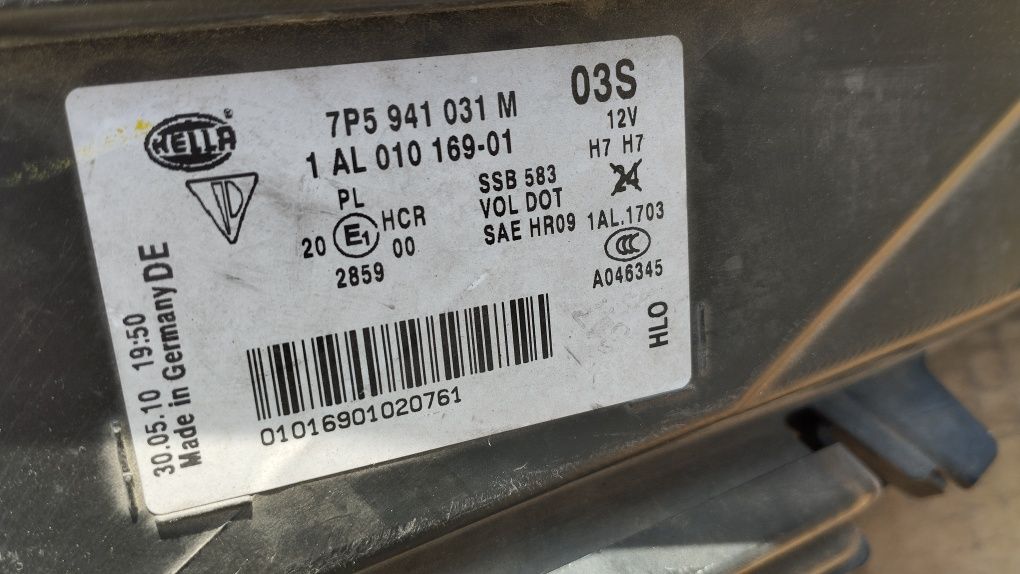 HELLA ®
7P5 941 031 M
03S
1 AL 010 169-01
12V
H7 H7
PL
SSB 583
24
HCR
VOL DOT
20 E1 00
SAE HR09
1AL.1703
2859
CCC
A046345
HLO
30.05.10 19:50
Made in Germany DE
01016901020761